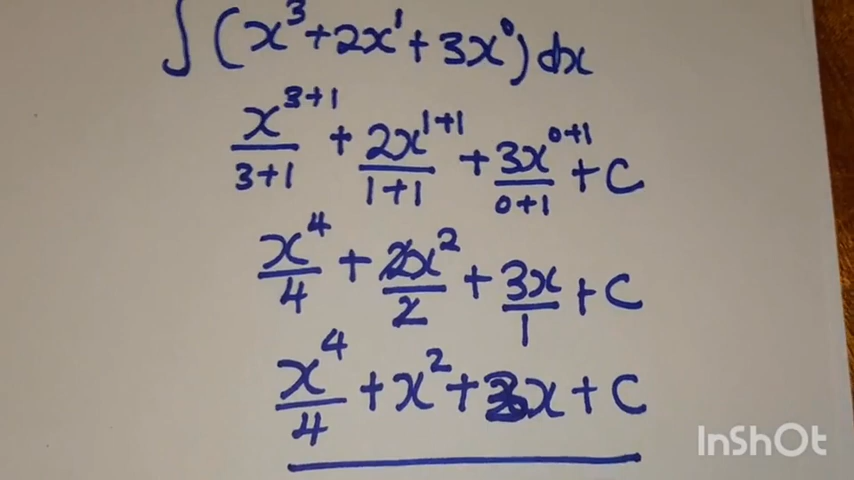 ∫(x³+2x¹+3x⁰)dx
x³⁺¹/3+1 + 2x¹⁺¹/1+1 + 3x⁰⁺¹/0+1 + C
x⁴/4 + 2x²/2 + 3x/1 + C
x⁴/4 + x² + 3x + C
InShOt